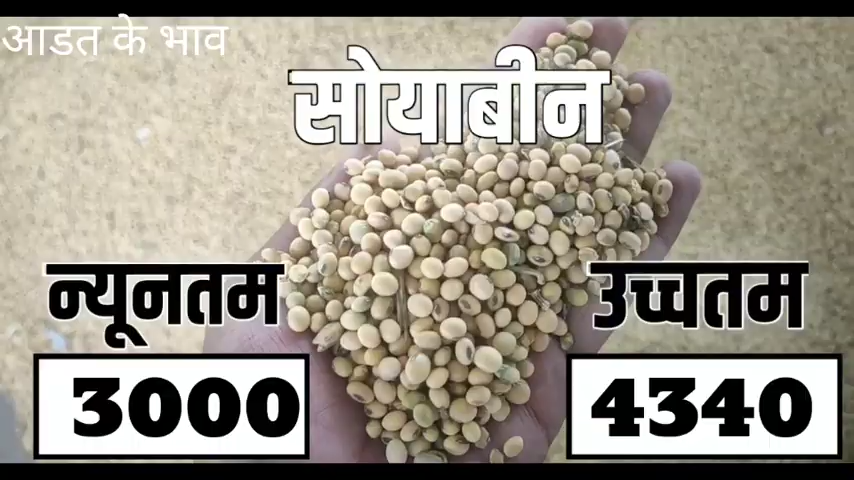 आडत के भाव
सोयाबीन
न्यूनतम
उच्चतम
3000
4340